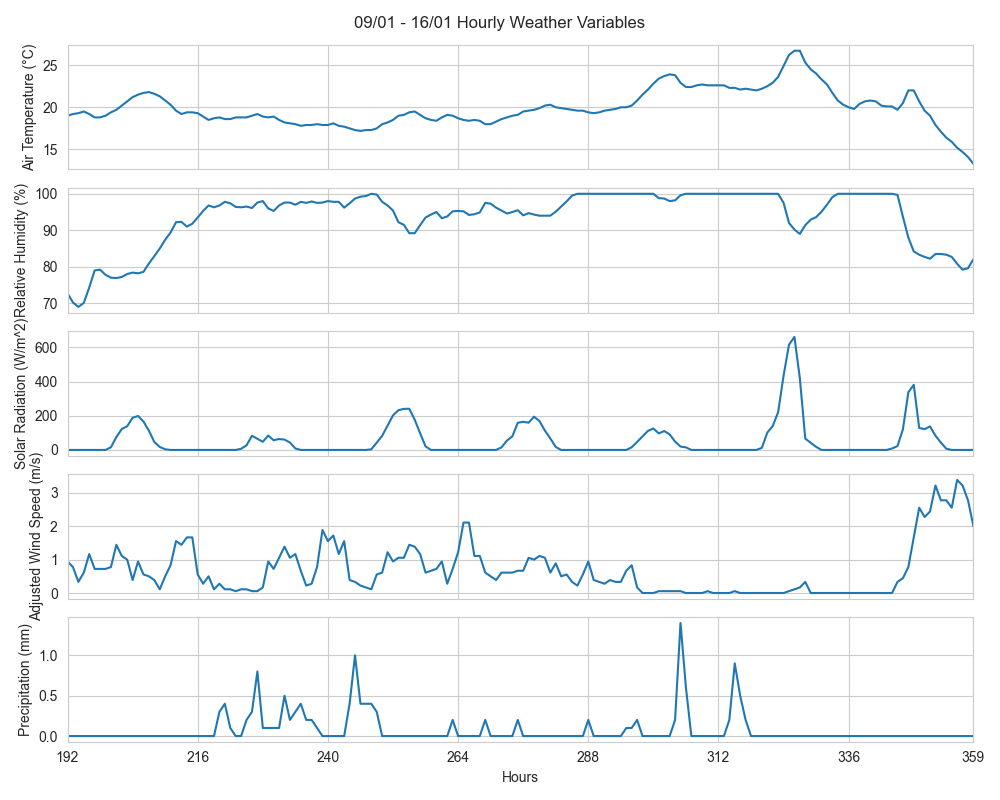 09/01 - 16/01 Hourly Weather Variables
Air Temperature (°C)
25
20
15
Relative Humidity (%)
100
90
80
70
Solar Radiation (W/m^2)
600
400
200
0
Adjusted Wind Speed (m/s)
3
2
1
0
Precipitation (mm)
1.0
0.5
0.0
192 216 240 264 288 312 336 359
Hours